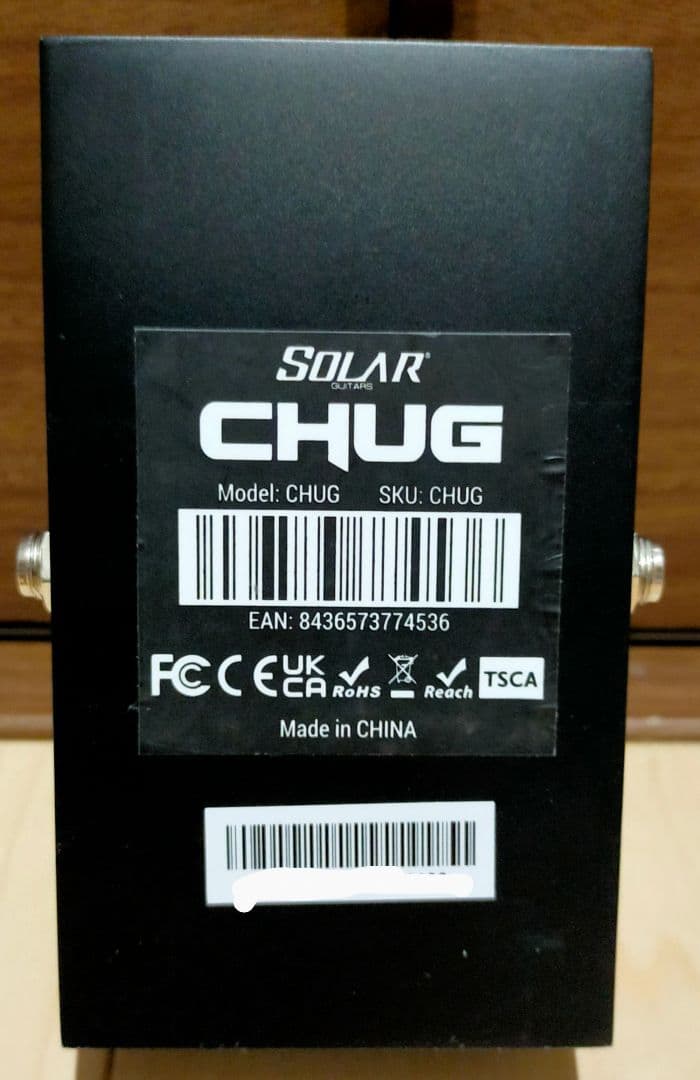 SOLAR®
GUITARS
CHUG
Model: CHUG SKU: CHUG
EAN: 8436573774536
FC CE UK CA RoHS Reach TSCA
Made in CHINA